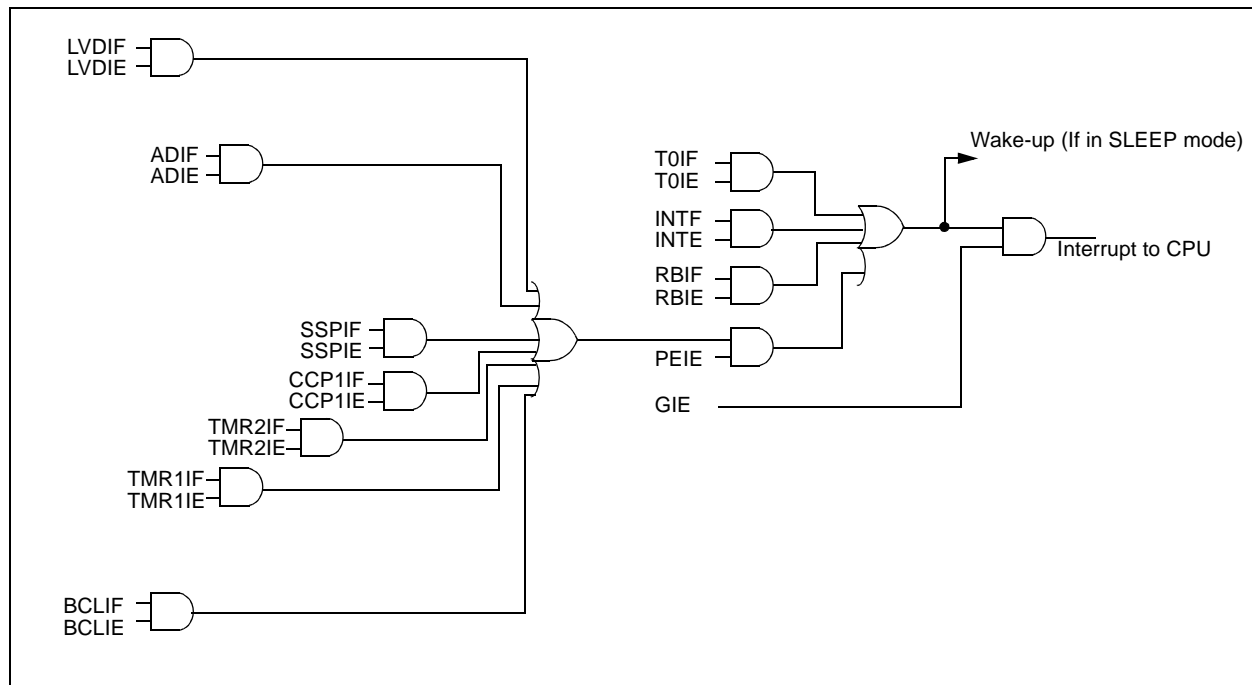 LVDIF
LVDIE
ADIF
ADIE
SSPIF
SSPIE
CCP1IF
CCP1IE
TMR2IF
TMR2IE
TMR1IF
TMR1IE
BCLIF
BCLIE
T0IF
T0IE
INTF
INTE
RBIF
RBIE
PEIE
GIE
Wake-up (If in SLEEP mode)
Interrupt to CPU